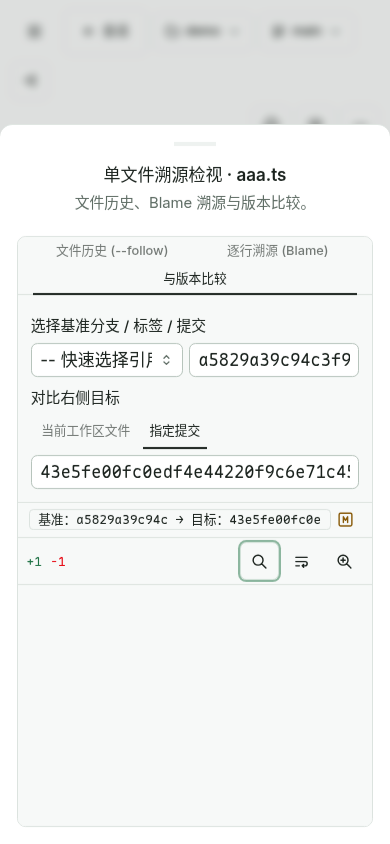 单文件溯源检视 · aaa.ts
文件历史、Blame 溯源与版本比较。
文件历史 (--follow)
逐行溯源 (Blame)
与版本比较
选择基准分支 / 标签 / 提交
-- 快速选择引用
a5829a39c94c3f9
对比右侧目标
当前工作区文件
指定提交
43e5fe00fc0edf4e44220f9c6e71c45
基准: a5829a39c94c → 目标: 43e5fe00fc0e
M
+1 -1